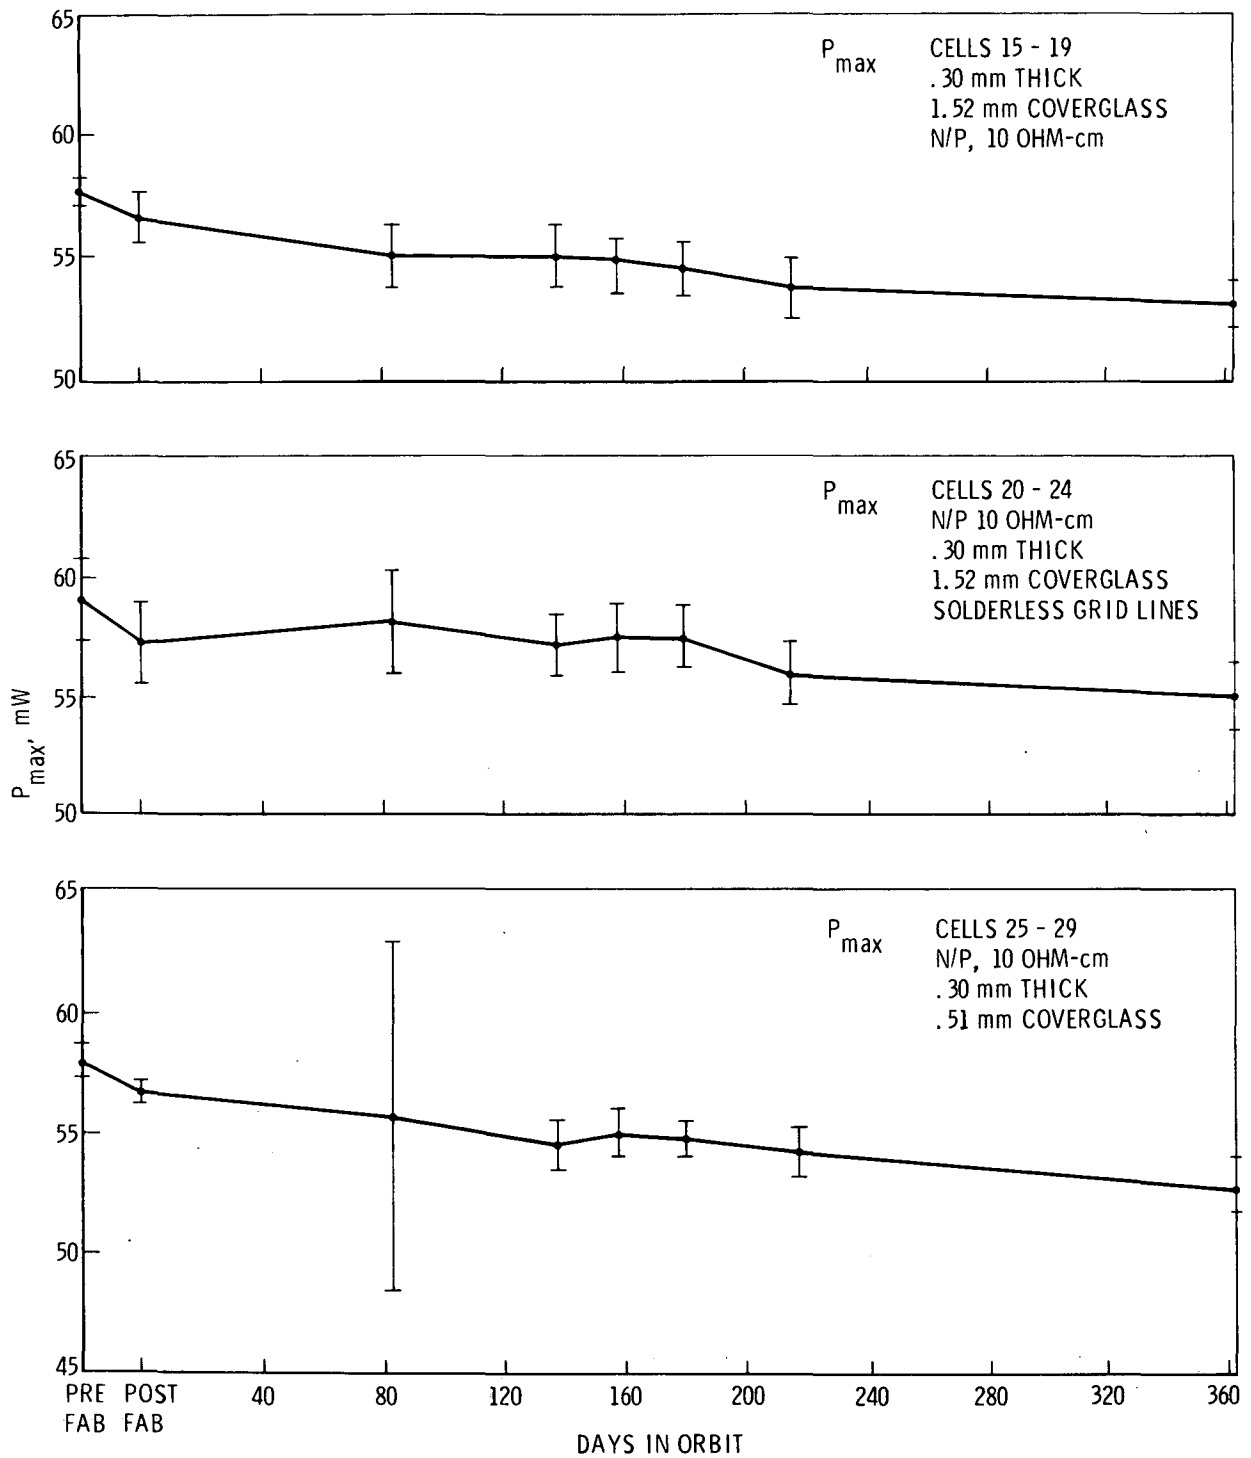 65
60
55
50
P max CELLS 15 - 19
.30 mm THICK
1.52 mm COVERGLASS
N/P, 10 OHM-cm
65
60
55
50
P max CELLS 20 - 24
N/P 10 OHM-cm
.30 mm THICK
1.52 mm COVERGLASS
SOLDERLESS GRID LINES
P max, mW
65
60
55
50
45
P max CELLS 25 - 29
N/P, 10 OHM-cm
.30 mm THICK
.51 mm COVERGLASS
PRE FAB
POST FAB
40 80 120 160 200 240 280 320 360
DAYS IN ORBIT